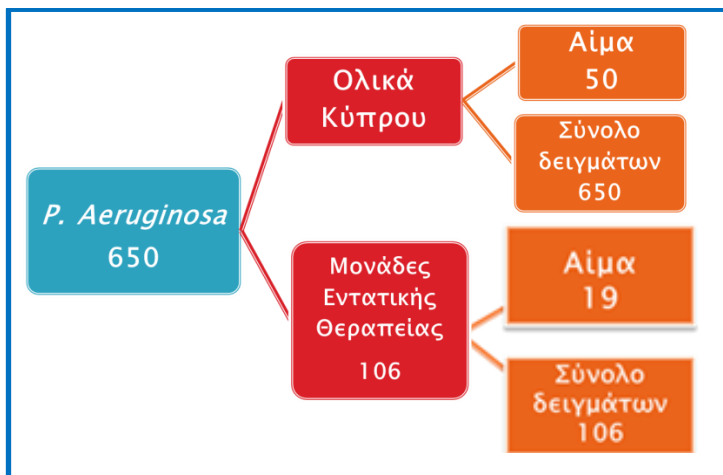 P. Aeruginosa
650
Ολικά
Κύπρου
Αίμα
50
Σύνολο
δειγμάτων
650
Μονάδες
Εντατικής
Θεραπείας
106
Αίμα
19
Σύνολο
δειγμάτων
106